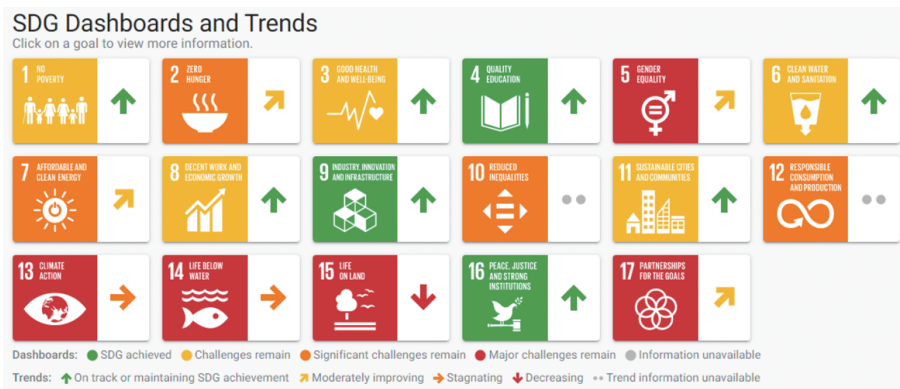 SDG Dashboards and Trends
Click on a goal to view more information.
1 NO
POVERTY
2 ZERO
HUNGER
3 GOOD HEALTH
AND WELL-BEING
4 QUALITY
EDUCATION
5 GENDER
EQUALITY
6 CLEAN WATER
AND SANITATION
7 AFFORDABLE AND
CLEAN ENERGY
8 DECENT WORK AND
ECONOMIC GROWTH
9 INDUSTRY, INNOVATION
AND INFRASTRUCTURE
10 REDUCED
INEQUALITIES
11 SUSTAINABLE CITIES
AND COMMUNITIES
12 RESPONSIBLE
CONSUMPTION
AND PRODUCTION
13 CLIMATE
ACTION
14 LIFE BELOW
WATER
15 LIFE
ON LAND
16 PEACE, JUSTICE
AND STRONG
INSTITUTIONS
17 PARTNERSHIPS
FOR THE GOALS
Dashboards: SDG achieved Challenges remain Significant challenges remain Major challenges remain Information unavailable
Trends: On track or maintaining SDG achievement Moderately improving Stagnating Decreasing Trend information unavailable